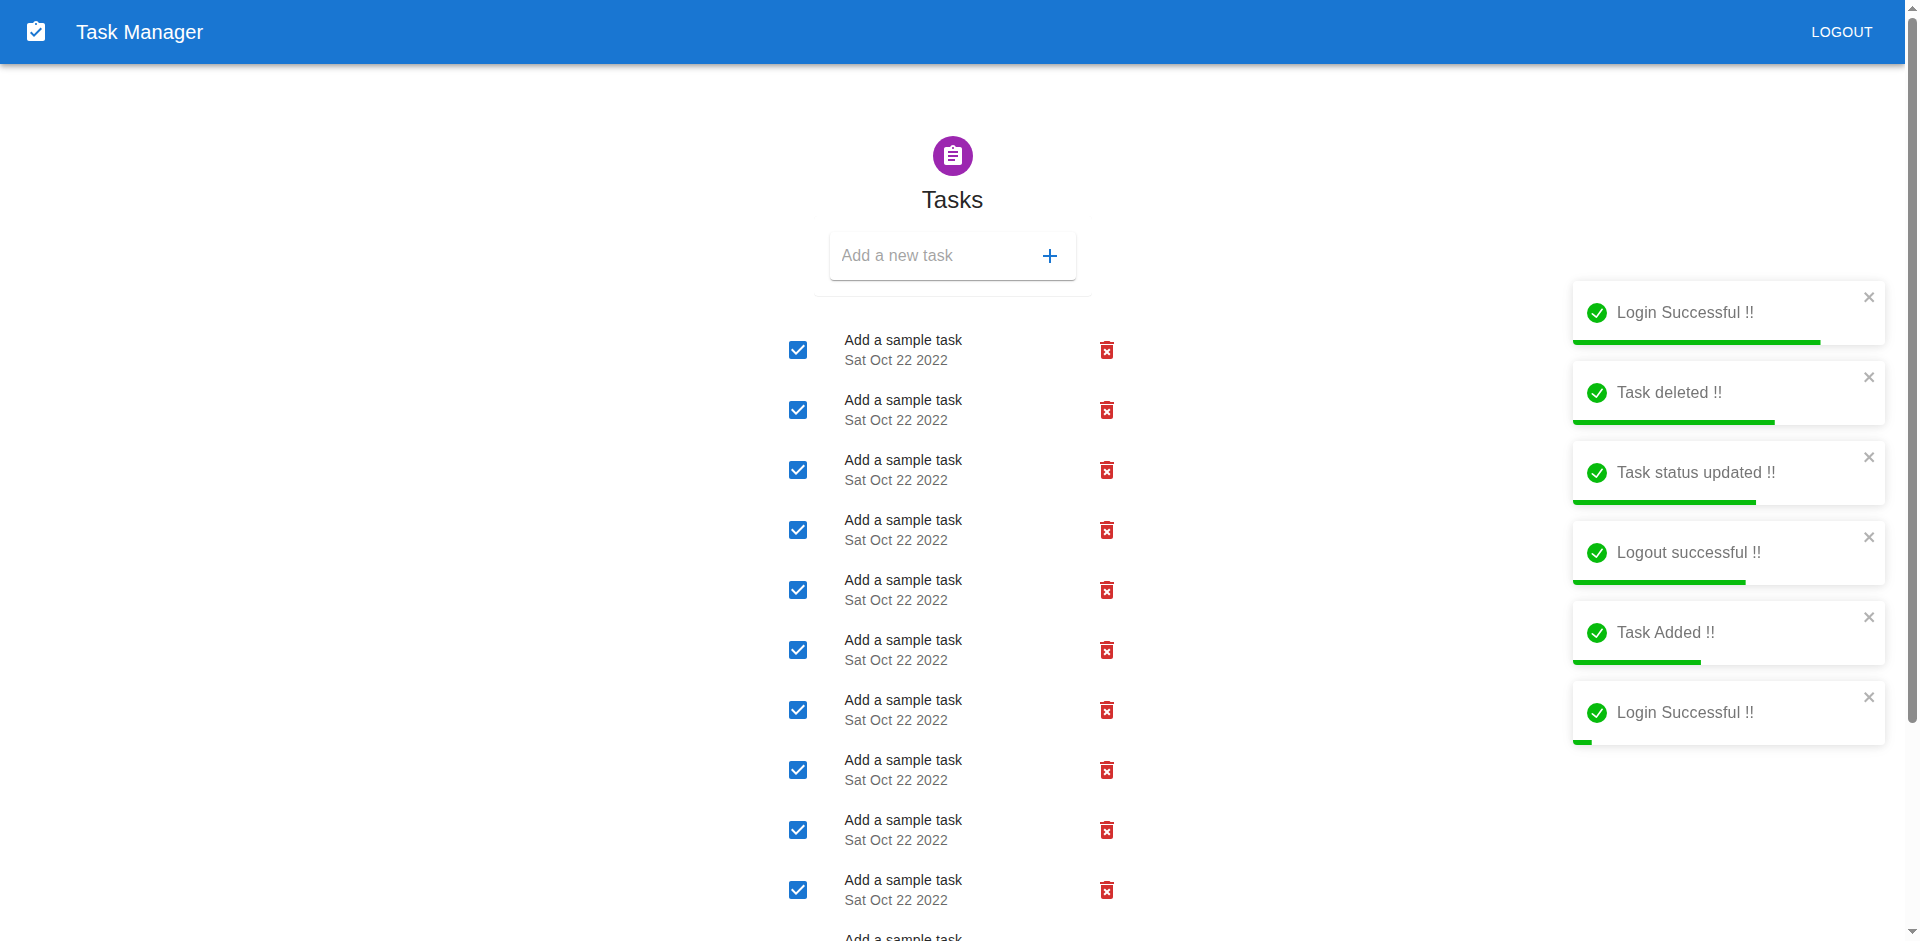 Task Manager
LOGOUT
Tasks
Add a new task
Add a sample task
Sat Oct 22 2022
Add a sample task
Sat Oct 22 2022
Add a sample task
Sat Oct 22 2022
Add a sample task
Sat Oct 22 2022
Add a sample task
Sat Oct 22 2022
Add a sample task
Sat Oct 22 2022
Add a sample task
Sat Oct 22 2022
Add a sample task
Sat Oct 22 2022
Add a sample task
Sat Oct 22 2022
Add a sample task
Sat Oct 22 2022
Add a sample task
Login Successful !!
Task deleted !!
Task status updated !!
Logout successful !!
Task Added !!
Login Successful !!